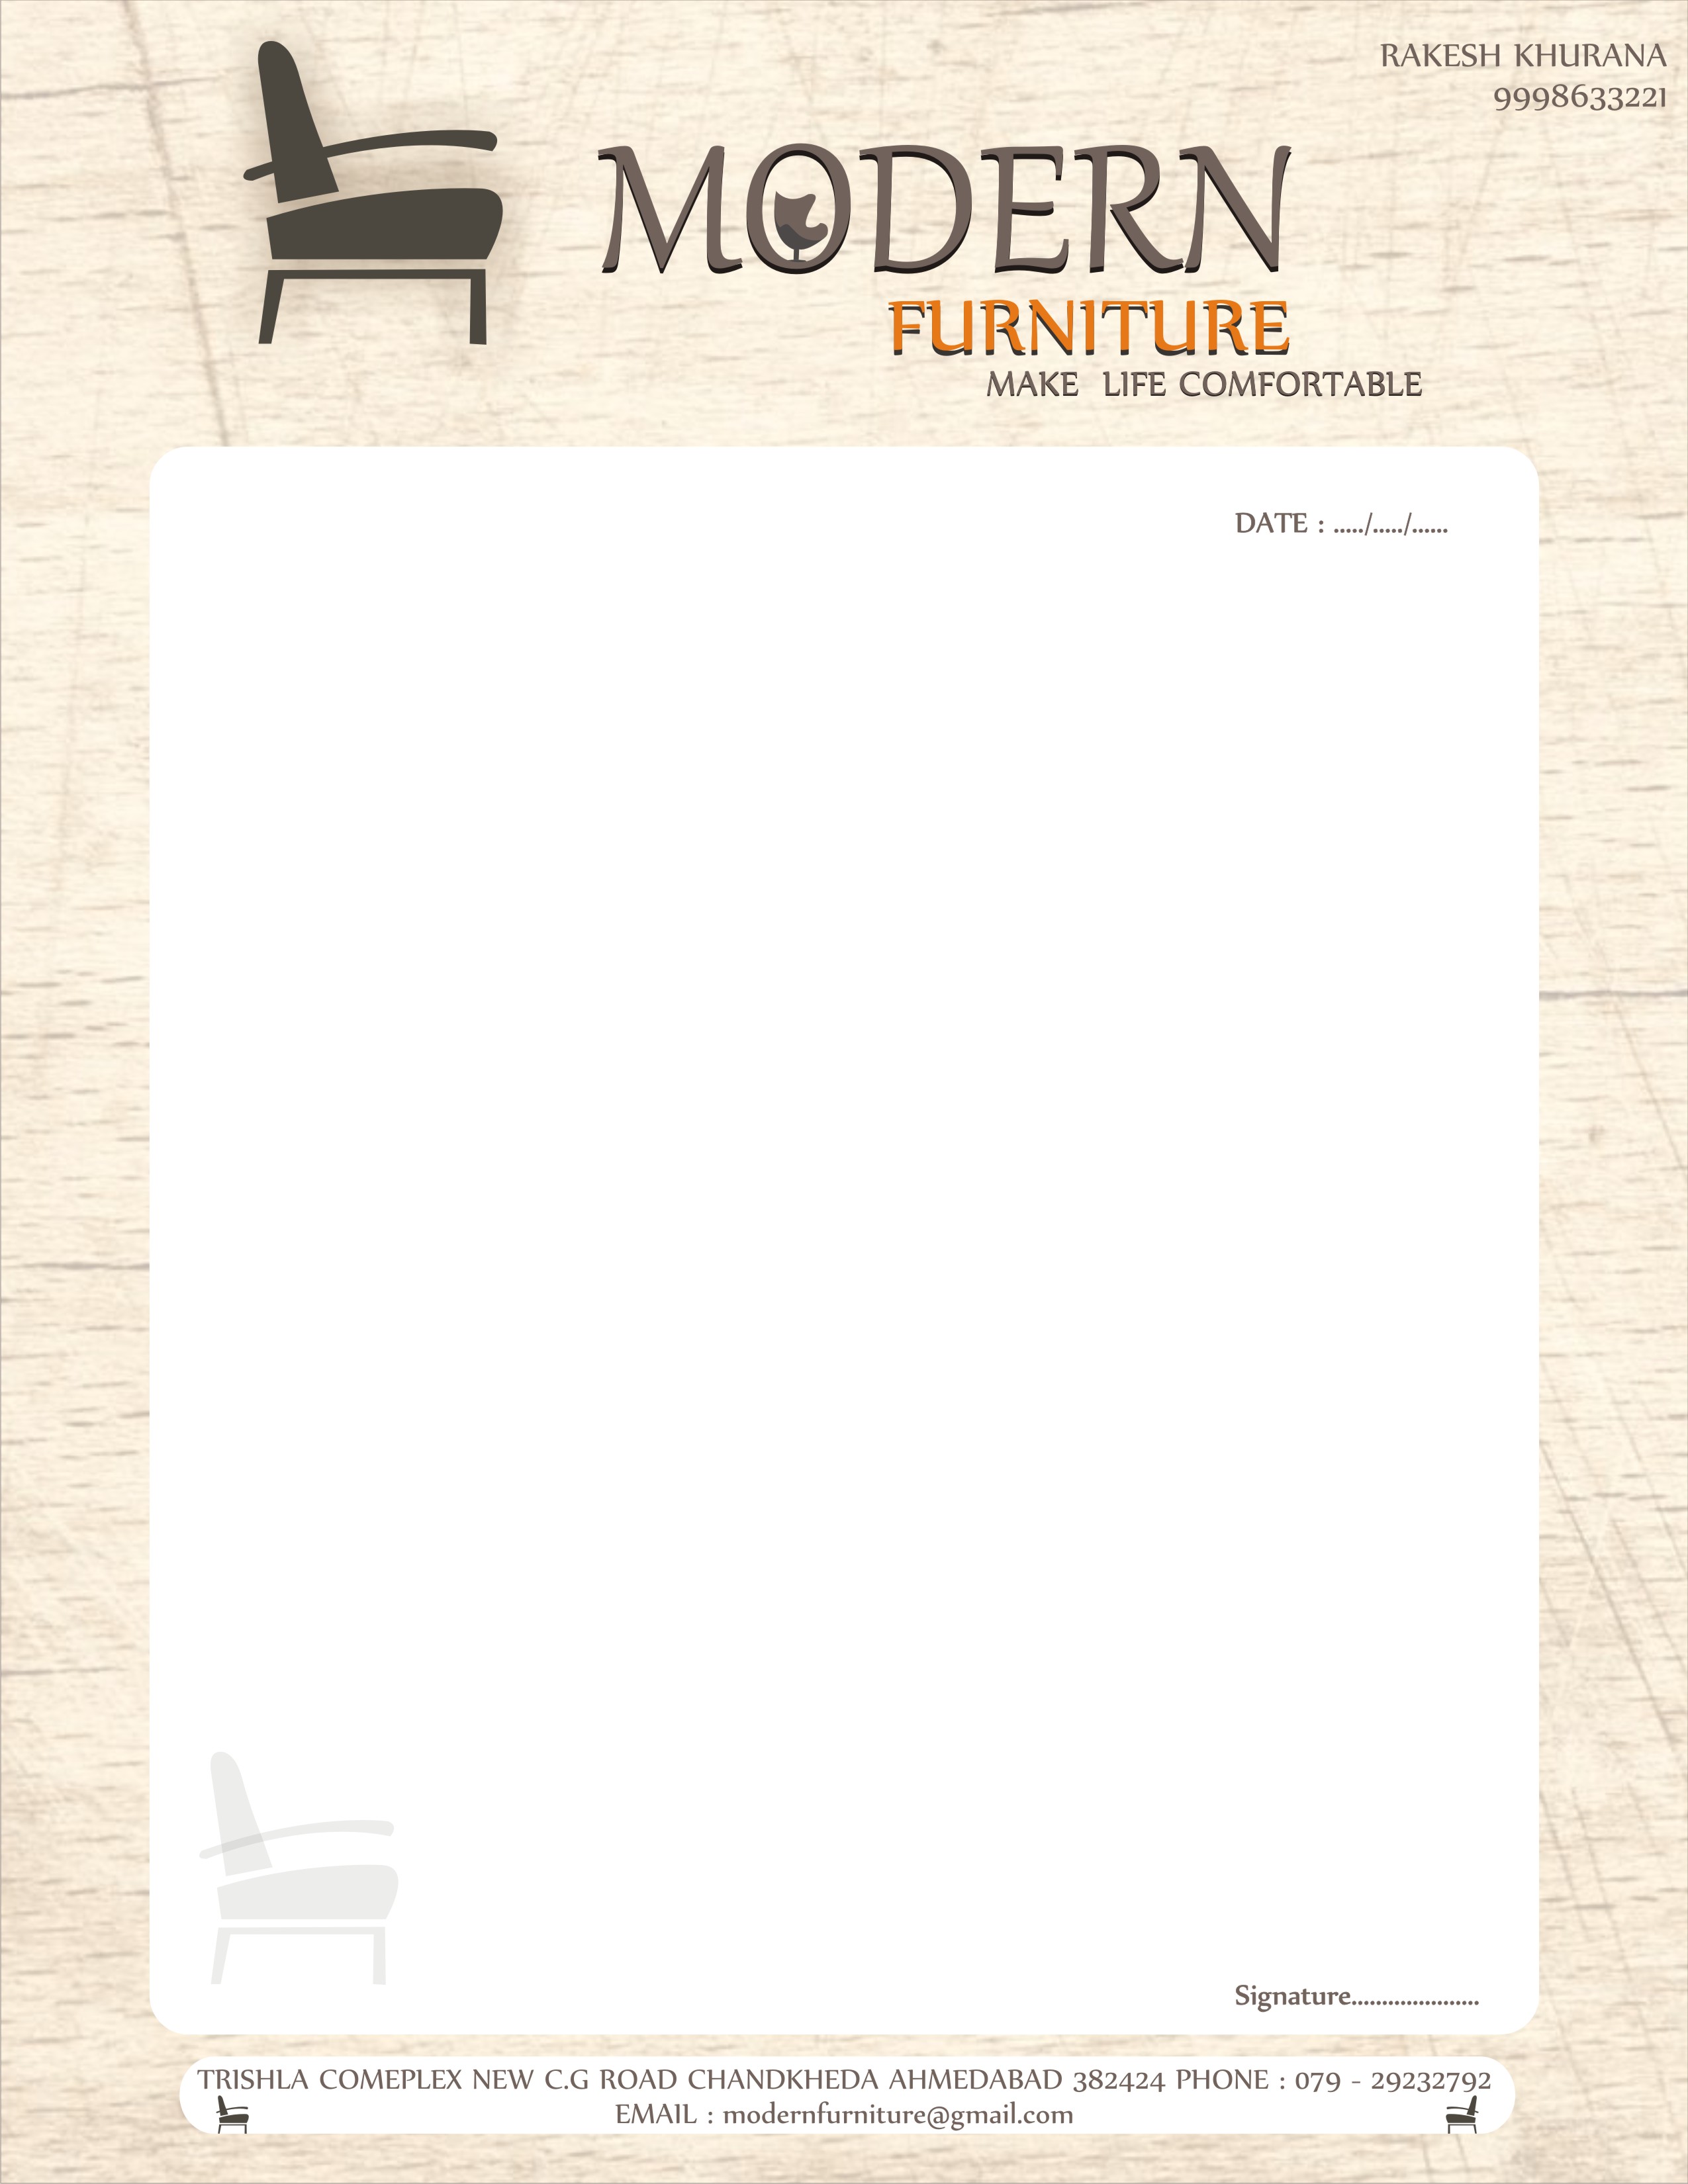 RAKESH KHURANA
9998633221
MODERN
FURNITURE
MAKE LIFE COMFORTABLE
DATE : ...../...../......
Signature.....................
TRISHLA COMEPLEX NEW C.G ROAD CHANDKHEDA AHMEDABAD 382424 PHONE : 079 - 29232792
EMAIL : modernfurniture@gmail.com